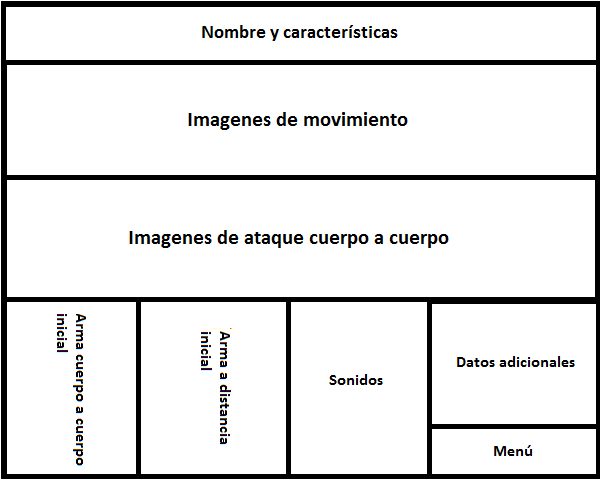 Nombre y características
Imagenes de movimiento
Imagenes de ataque cuerpo a cuerpo
Arma cuerpo a cuerpo
inicial
Arma a distancia
inicial
Sonidos
Datos adicionales
Menú